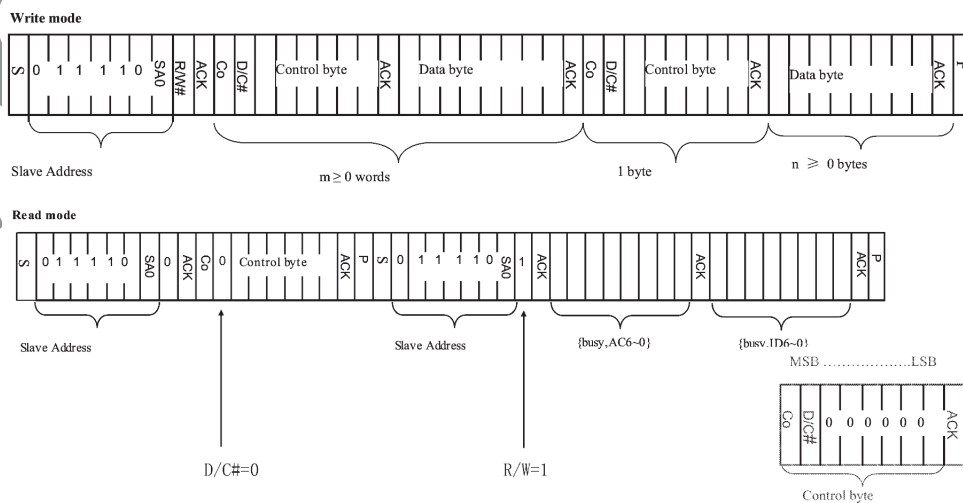 Write mode
S 0 1 1 1 1 0 SA0 R/W# ACK Co D/C# Control byte ACK Data byte ACK Co D/C# Control byte ACK Data byte ACK P
Slave Address
m ≥ 0 words
1 byte
n ≥ 0 bytes
Read mode
S 0 1 1 1 1 0 SA0 0 ACK Co 0 Control byte ACK P S 0 1 1 1 1 0 SA0 1 ACK ACK ACK P
Slave Address
Slave Address
{busy,AC6~0}
{busy,ID6~0}
MSB ...................LSB
Co D/C# 0 0 0 0 0 0 ACK
D/C#=0
R/W=1
Control byte